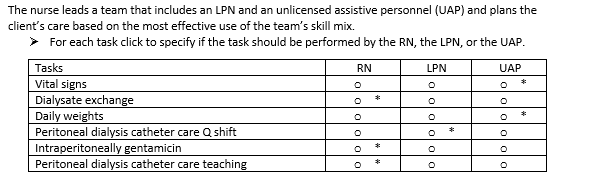 The nurse leads a team that includes an LPN and an unlicensed assistive personnel (UAP) and plans the
client's care based on the most effective use of the team's skill mix.
➤ For each task click to specify if the task should be performed by the RN, the LPN, or the UAP.
Tasks RN LPN UAP
Vital signs ○ ○ ○ *
Dialysate exchange ○ * ○ ○
Daily weights ○ ○ ○ *
Peritoneal dialysis catheter care Q shift ○ ○ * ○
Intraperitoneally gentamicin ○ * ○ ○
Peritoneal dialysis catheter care teaching ○ * ○ ○